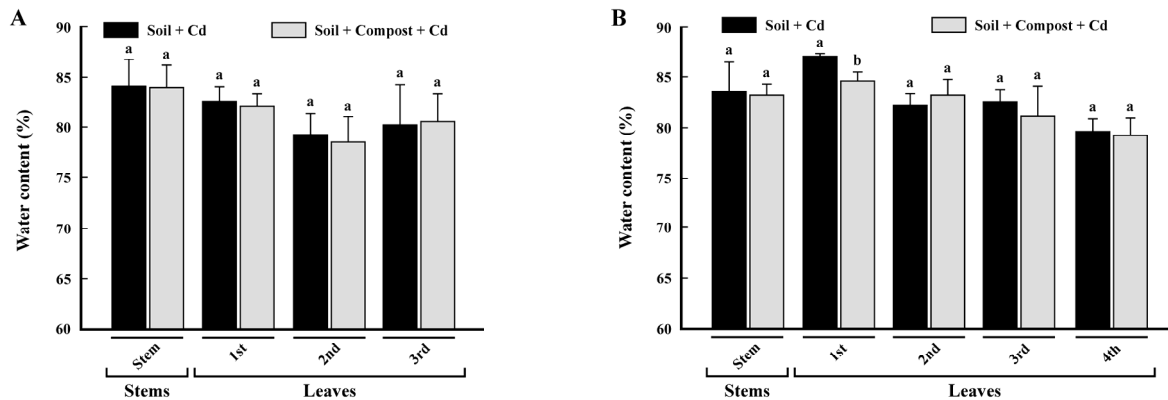 A
Soil + Cd
Soil + Compost + Cd
Water content (%)
90
85
80
75
70
65
60
a a a a a a a a
Stem 1st 2nd 3rd
Stems Leaves
B
Soil + Cd
Soil + Compost + Cd
Water content (%)
90
85
80
75
70
65
60
a a a b a a a a a a
Stem 1st 2nd 3rd 4th
Stems Leaves